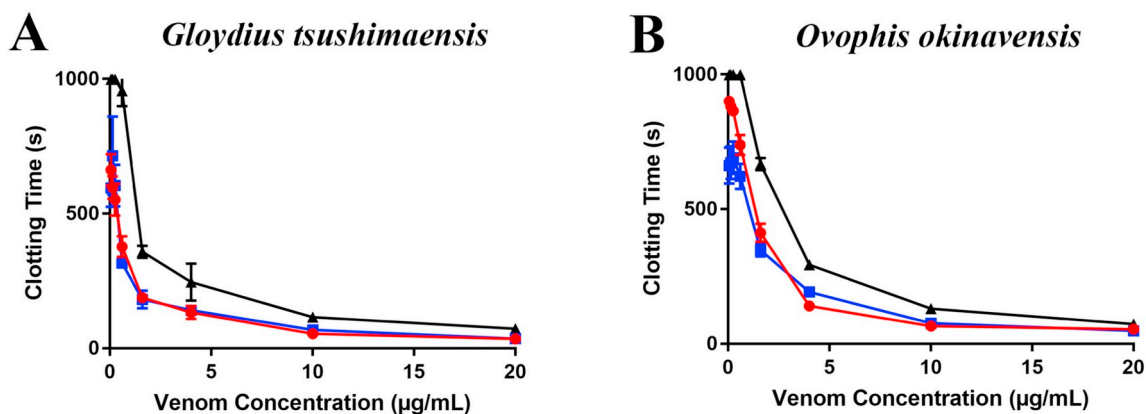 A Gloydius tsushimaensis
1000
500
0
Clotting Time (s)
0 5 10 15 20
Venom Concentration (µg/mL)
B Ovophis okinavensis
1000
500
0
Clotting Time (s)
0 5 10 15 20
Venom Concentration (µg/mL)